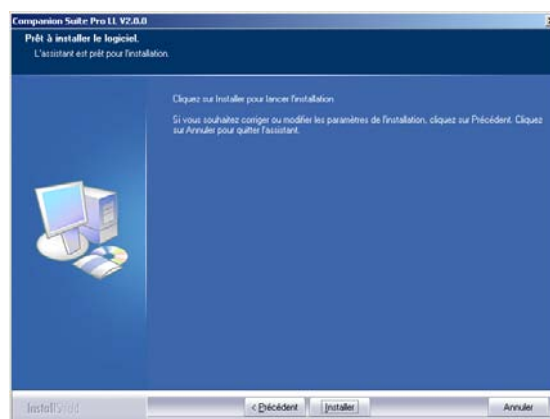 Companion Suite Pro LL V2.0.0
Prêt à installer le logiciel.
L'assistant est prêt pour l'installation.
Cliquez sur Installer pour lancer l'installation
Si vous souhaitez corriger ou modifier les paramètres de l'installation, cliquez sur Précédent. Cliquez
sur Annuler pour quitter l'assistant.
InstallShield
< Précédent
Installer
Annuler